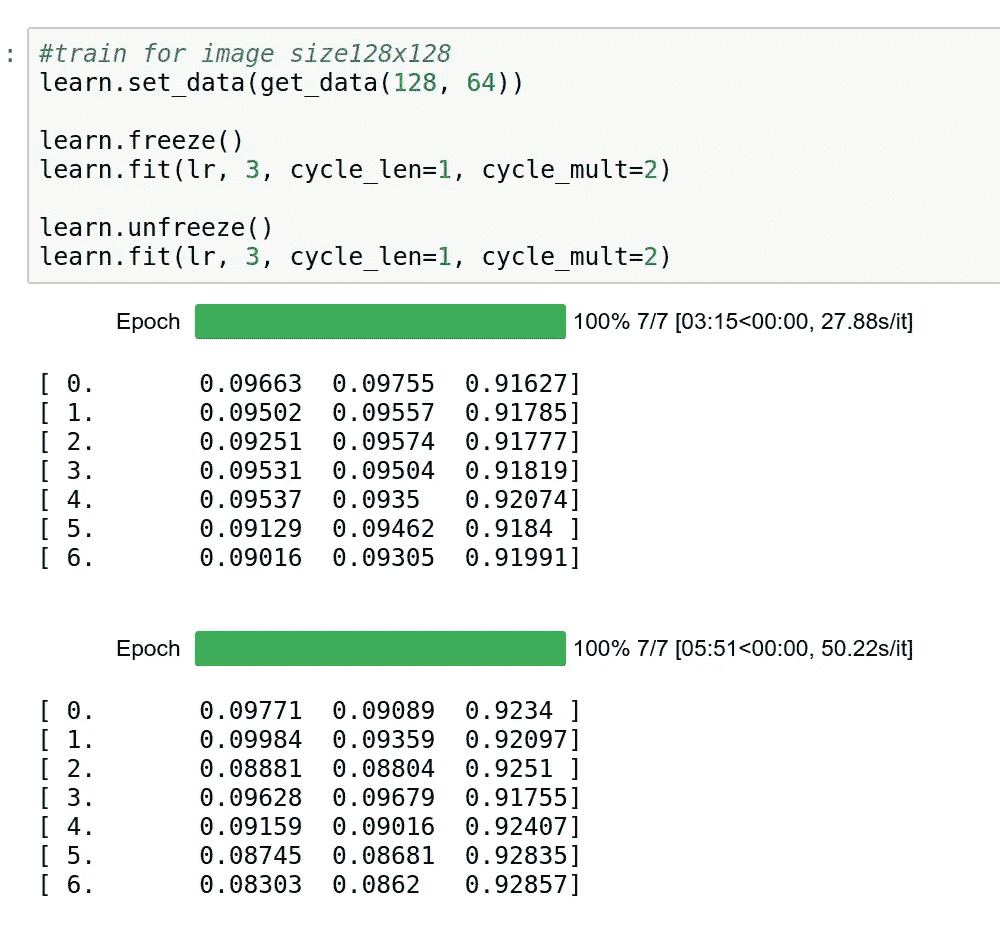 :
#train for image size128x128
learn.set_data(get_data(128, 64))
learn.freeze()
learn.fit(lr, 3, cycle_len=1, cycle_mult=2)
learn.unfreeze()
learn.fit(lr, 3, cycle_len=1, cycle_mult=2)
Epoch 100% 7/7 [03:15<00:00, 27.88s/it]
[ 0. 0.09663 0.09755 0.91627]
[ 1. 0.09502 0.09557 0.91785]
[ 2. 0.09251 0.09574 0.91777]
[ 3. 0.09531 0.09504 0.91819]
[ 4. 0.09537 0.0935 0.92074]
[ 5. 0.09129 0.09462 0.9184 ]
[ 6. 0.09016 0.09305 0.91991]
Epoch 100% 7/7 [05:51<00:00, 50.22s/it]
[ 0. 0.09771 0.09089 0.9234 ]
[ 1. 0.09984 0.09359 0.92097]
[ 2. 0.08881 0.08804 0.9251 ]
[ 3. 0.09628 0.09679 0.91755]
[ 4. 0.09159 0.09016 0.92407]
[ 5. 0.08745 0.08681 0.92835]
[ 6. 0.08303 0.0862 0.92857]